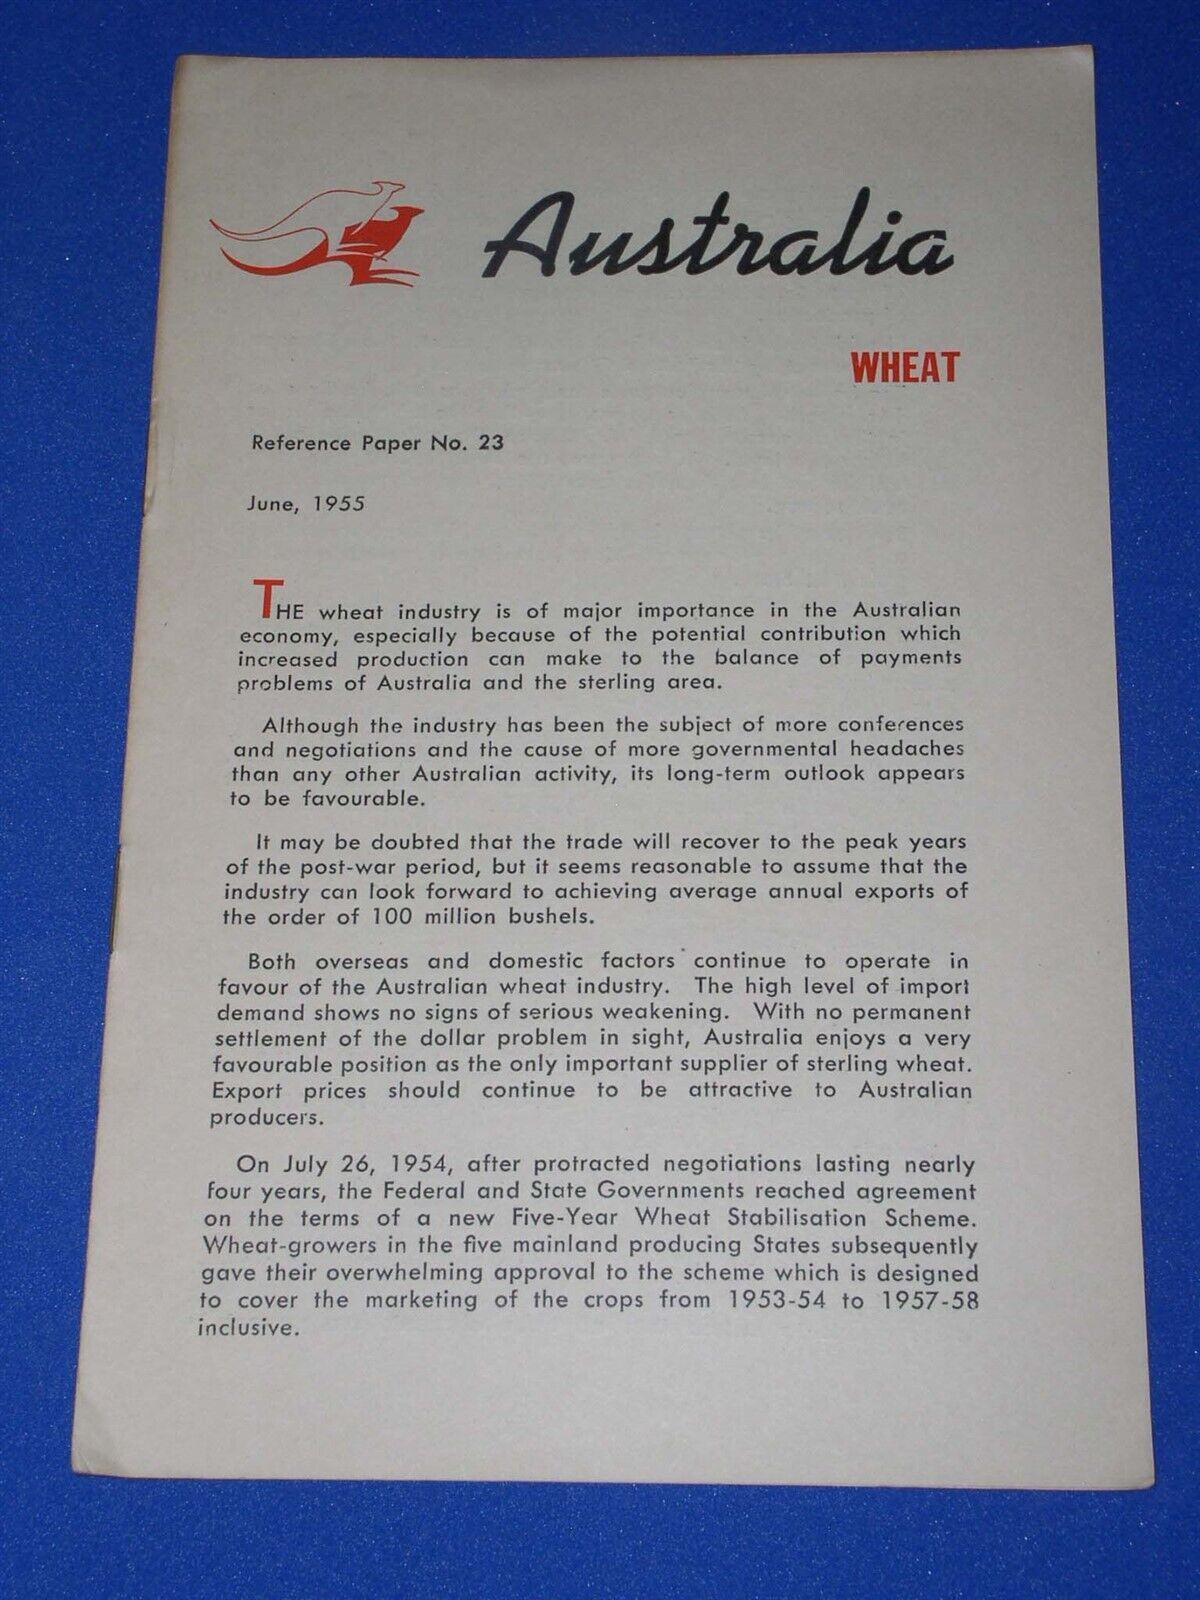 Australia
WHEAT
Reference Paper No. 23
June, 1955
THE wheat industry is of major importance in the Australian
economy, especially because of the potential contribution which
increased production can make to the balance of payments
problems of Australia and the sterling area.
Although the industry has been the subject of more conferences
and negotiations and the cause of more governmental headaches
than any other Australian activity, its long-term outlook appears
to be favourable.
It may be doubted that the trade will recover to the peak years
of the post-war period, but it seems reasonable to assume that the
industry can look forward to achieving average annual exports of
the order of 100 million bushels.
Both overseas and domestic factors continue to operate in
favour of the Australian wheat industry. The high level of import
demand shows no signs of serious weakening. With no permanent
settlement of the dollar problem in sight, Australia enjoys a very
favourable position as the only important supplier of sterling wheat.
Export prices should continue to be attractive to Australian
producers.
On July 26, 1954, after protracted negotiations lasting nearly
four years, the Federal and State Governments reached agreement
on the terms of a new Five-Year Wheat Stabilisation Scheme.
Wheat-growers in the five mainland producing States subsequently
gave their overwhelming approval to the scheme which is designed
to cover the marketing of the crops from 1953-54 to 1957-58
inclusive.